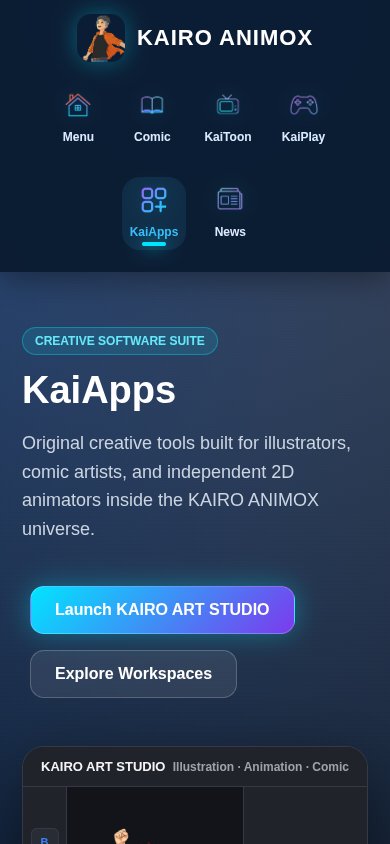 KAIRO ANIMOX
Menu
Comic
KaiToon
KaiPlay
KaiApps
News
CREATIVE SOFTWARE SUITE
KaiApps
Original creative tools built for illustrators,
comic artists, and independent 2D
animators inside the KAIRO ANIMOX
universe.
Launch KAIRO ART STUDIO
Explore Workspaces
KAIRO ART STUDIO Illustration · Animation · Comic
B